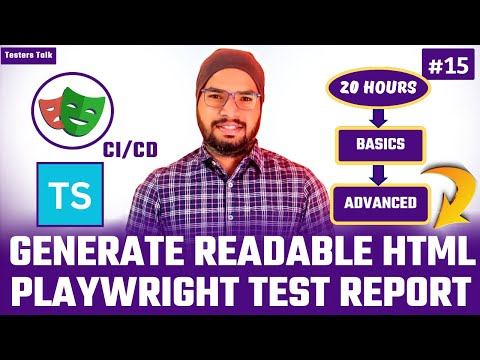 Testers Talk
#15
20 HOURS
CI/CD
BASICS
TS
ADVANCED
GENERATE READABLE HTML
PLAYWRIGHT TEST REPORT